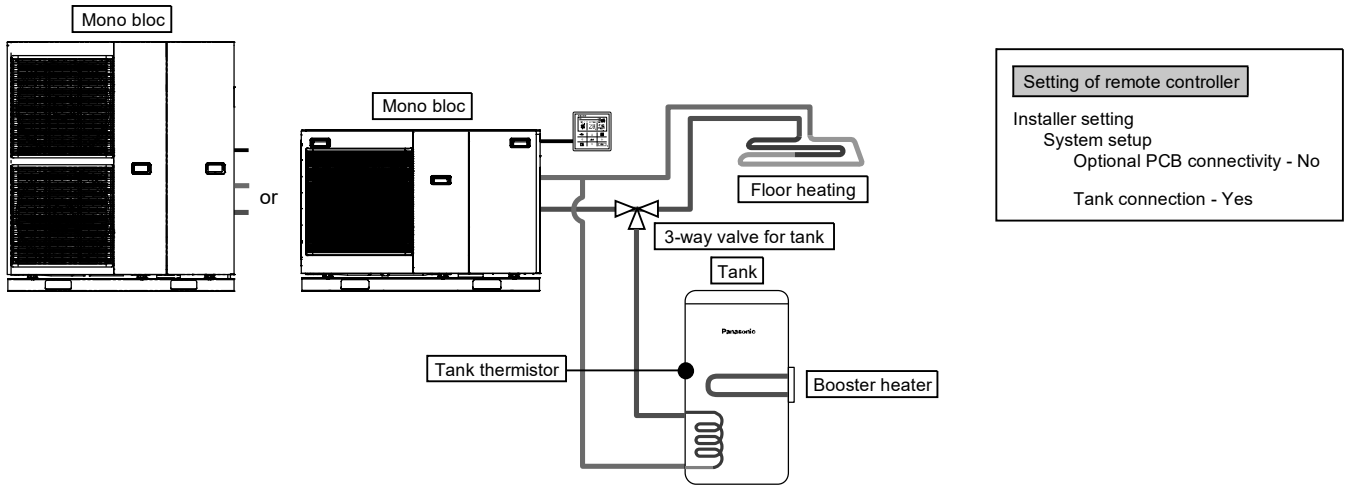 Mono bloc
or
Mono bloc
Floor heating
3-way valve for tank
Tank
Panasonic
Tank thermistor
Booster heater
Setting of remote controller
Installer setting
System setup
Optional PCB connectivity - No
Tank connection - Yes